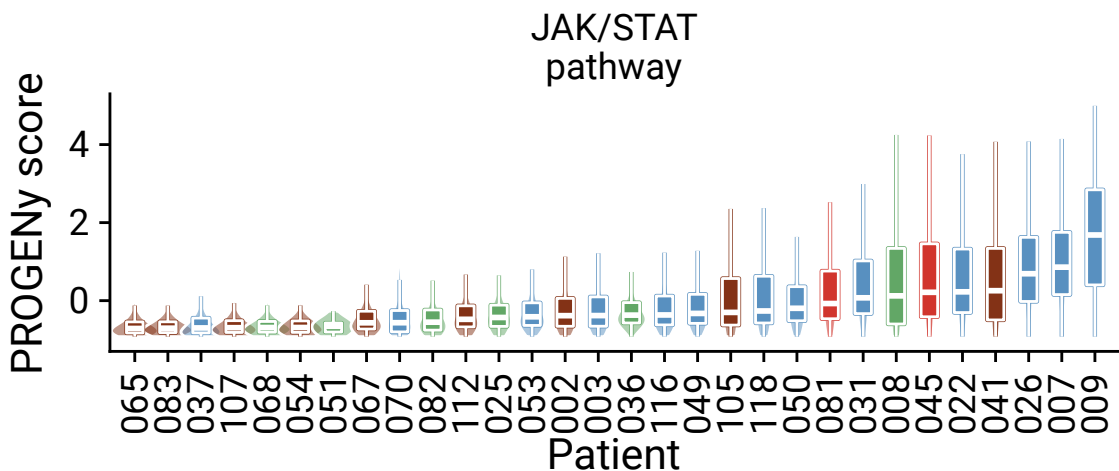 JAK/STAT
pathway
PROGENy score
4
2
0
065 083 037 107 068 054 051 067 070 082 112 025 053 002 003 036 116 049 105 118 050 081 031 008 045 022 041 026 007 009
Patient